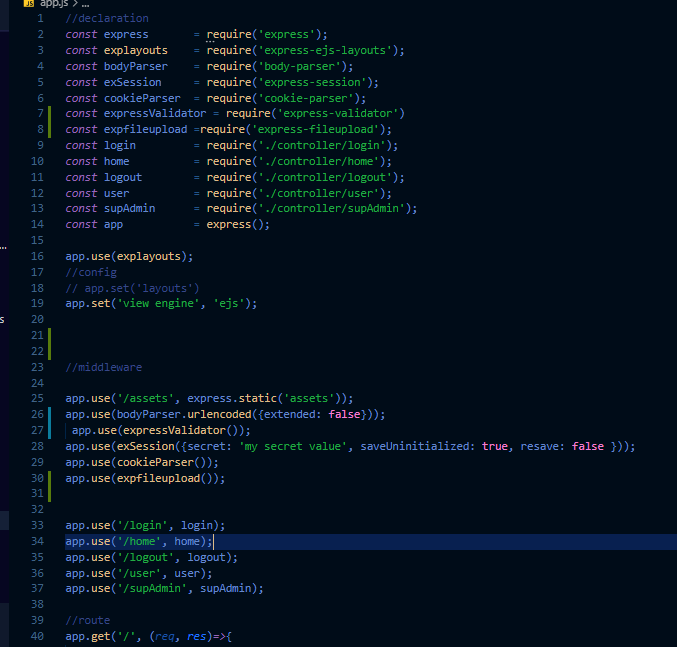 JS app.js > ...
1 //declaration
2 const express = require('express');
3 const explayouts = require('express-ejs-layouts');
4 const bodyParser = require('body-parser');
5 const exSession = require('express-session');
6 const cookieParser = require('cookie-parser');
7 const expressValidator = require('express-validator')
8 const expfileupload =require('express-fileupload');
9 const login = require('./controller/login');
10 const home = require('./controller/home');
11 const logout = require('./controller/logout');
12 const user = require('./controller/user');
13 const supAdmin = require('./controller/supAdmin');
14 const app = express();
15
16 app.use(explayouts);
17 //config
18 // app.set('layouts')
19 app.set('view engine', 'ejs');
20
21
22
23 //middleware
24
25 app.use('/assets', express.static('assets'));
26 app.use(bodyParser.urlencoded({extended: false}));
27 app.use(expressValidator());
28 app.use(exSession({secret: 'my secret value', saveUninitialized: true, resave: false }));
29 app.use(cookieParser());
30 app.use(expfileupload());
31
32
33 app.use('/login', login);
34 app.use('/home', home);
35 app.use('/logout', logout);
36 app.use('/user', user);
37 app.use('/supAdmin', supAdmin);
38
39 //route
40 app.get('/', (req, res)=>{